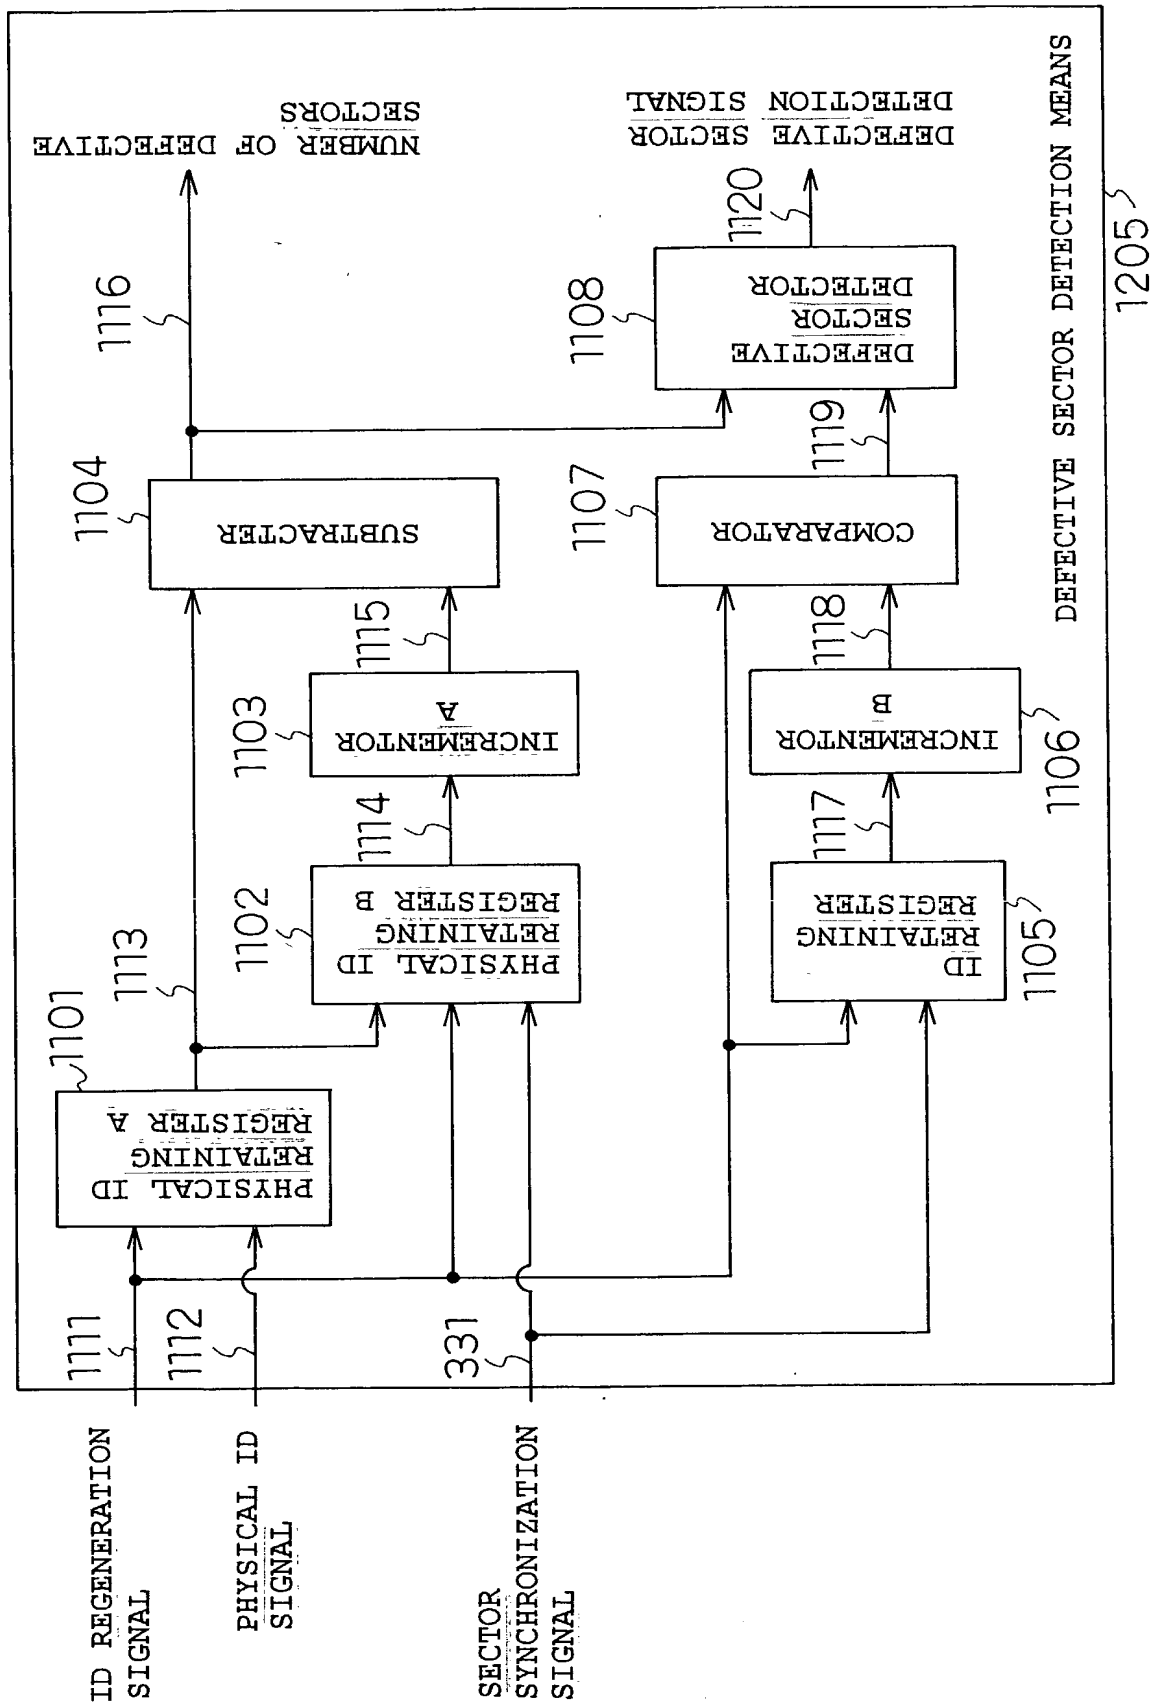 ID REGENERATION
SIGNAL
PHYSICAL ID
SIGNAL
SECTOR
SYNCHRONIZATION
SIGNAL
1111
1112
331
1101
PHYSICAL ID
RETAINING
REGISTER A
1113
1102
PHYSICAL ID
RETAINING
REGISTER B
1114
1103
INCREMENTOR
A
1115
1104
SUBTRACTER
1116
NUMBER OF DEFECTIVE
SECTORS
ID
RETAINING
REGISTER
1105
1117
INCREMENTOR
B
1106
1118
1107
COMPARATOR
1119
1108
DEFECTIVE
SECTOR
DETECTOR
1120
DEFECTIVE SECTOR
DETECTION SIGNAL
DEFECTIVE SECTOR DETECTION MEANS
1205